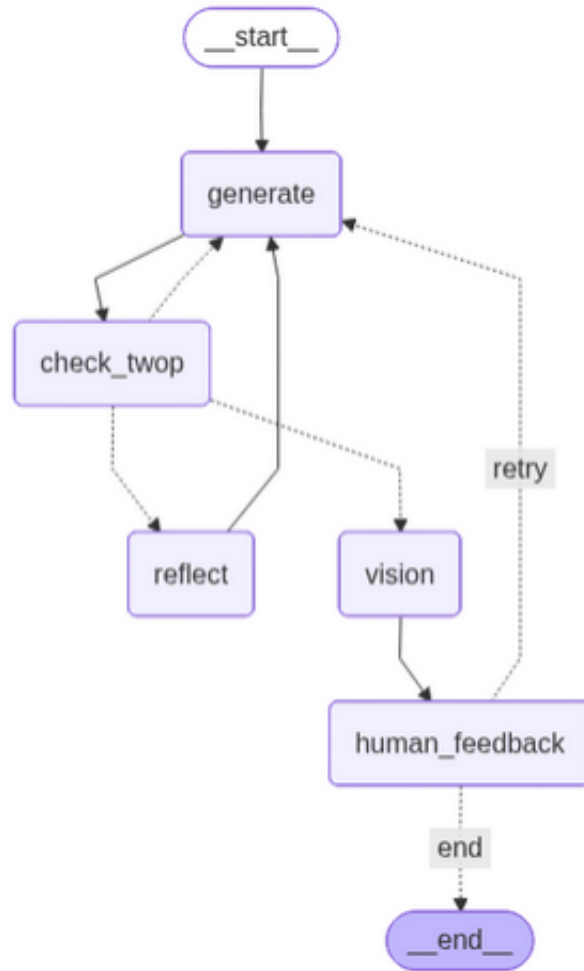 __start__
generate
check_twop
retry
reflect
vision
human_feedback
end
__end__